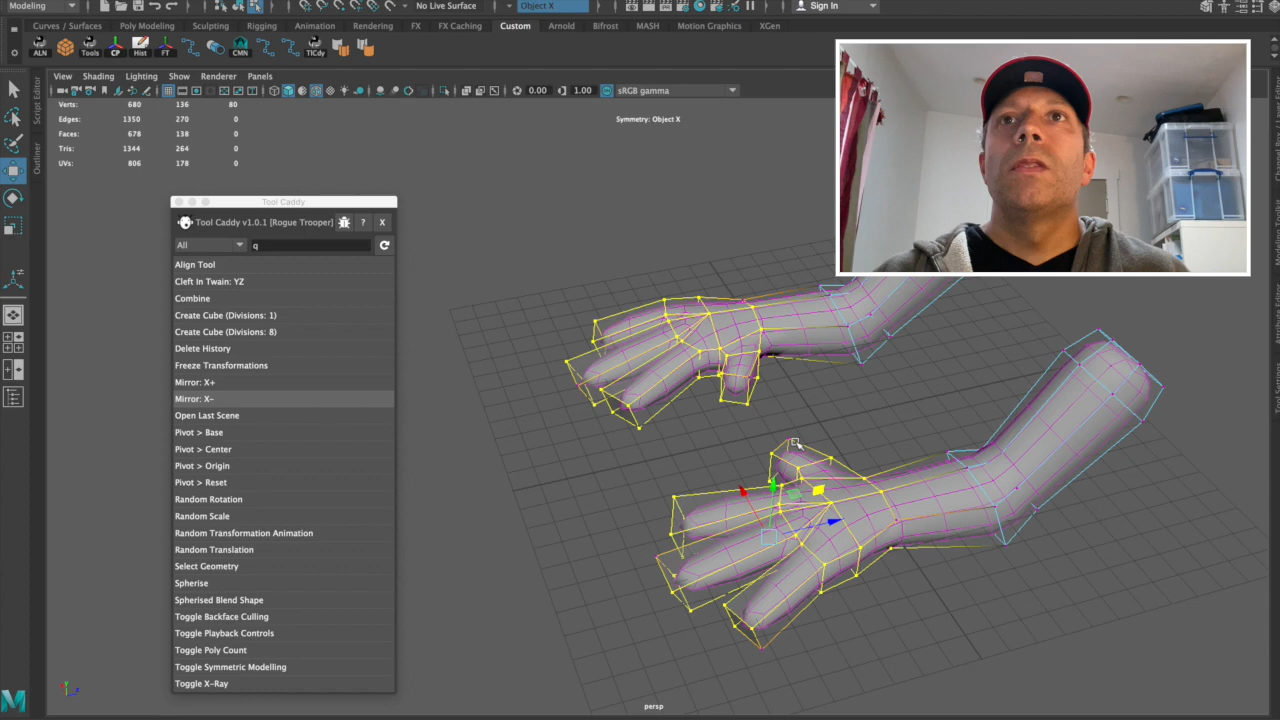 Modeling
No Live Surface
Object X
Sign In
Curves / Surfaces
Poly Modeling
Sculpting
Rigging
Animation
Rendering
FX
FX Caching
Custom
Arnold
Bifrost
MASH
Motion Graphics
XGen
ALN
Tools
CP
Hist
FT
CMN
TlCdy
View
Shading
Lighting
Show
Renderer
Panels
0.00
1.00
sRGB gamma
Script Editor
Outliner
Verts: 680 136 80
Edges: 1350 270 0
Faces: 678 138 0
Tris: 1344 264 0
UVs: 806 178 0
Symmetry: Object X
Tool Caddy
Tool Caddy v1.0.1 [Rogue Trooper]
?
X
All
q
Align Tool
Cleft In Twain: YZ
Combine
Create Cube (Divisions: 1)
Create Cube (Divisions: 8)
Delete History
Freeze Transformations
Mirror: X+
Mirror: X-
Open Last Scene
Pivot > Base
Pivot > Center
Pivot > Origin
Pivot > Reset
Random Rotation
Random Scale
Random Transformation Animation
Random Translation
Select Geometry
Spherise
Spherised Blend Shape
Toggle Backface Culling
Toggle Playback Controls
Toggle Poly Count
Toggle Symmetric Modelling
Toggle X-Ray
persp